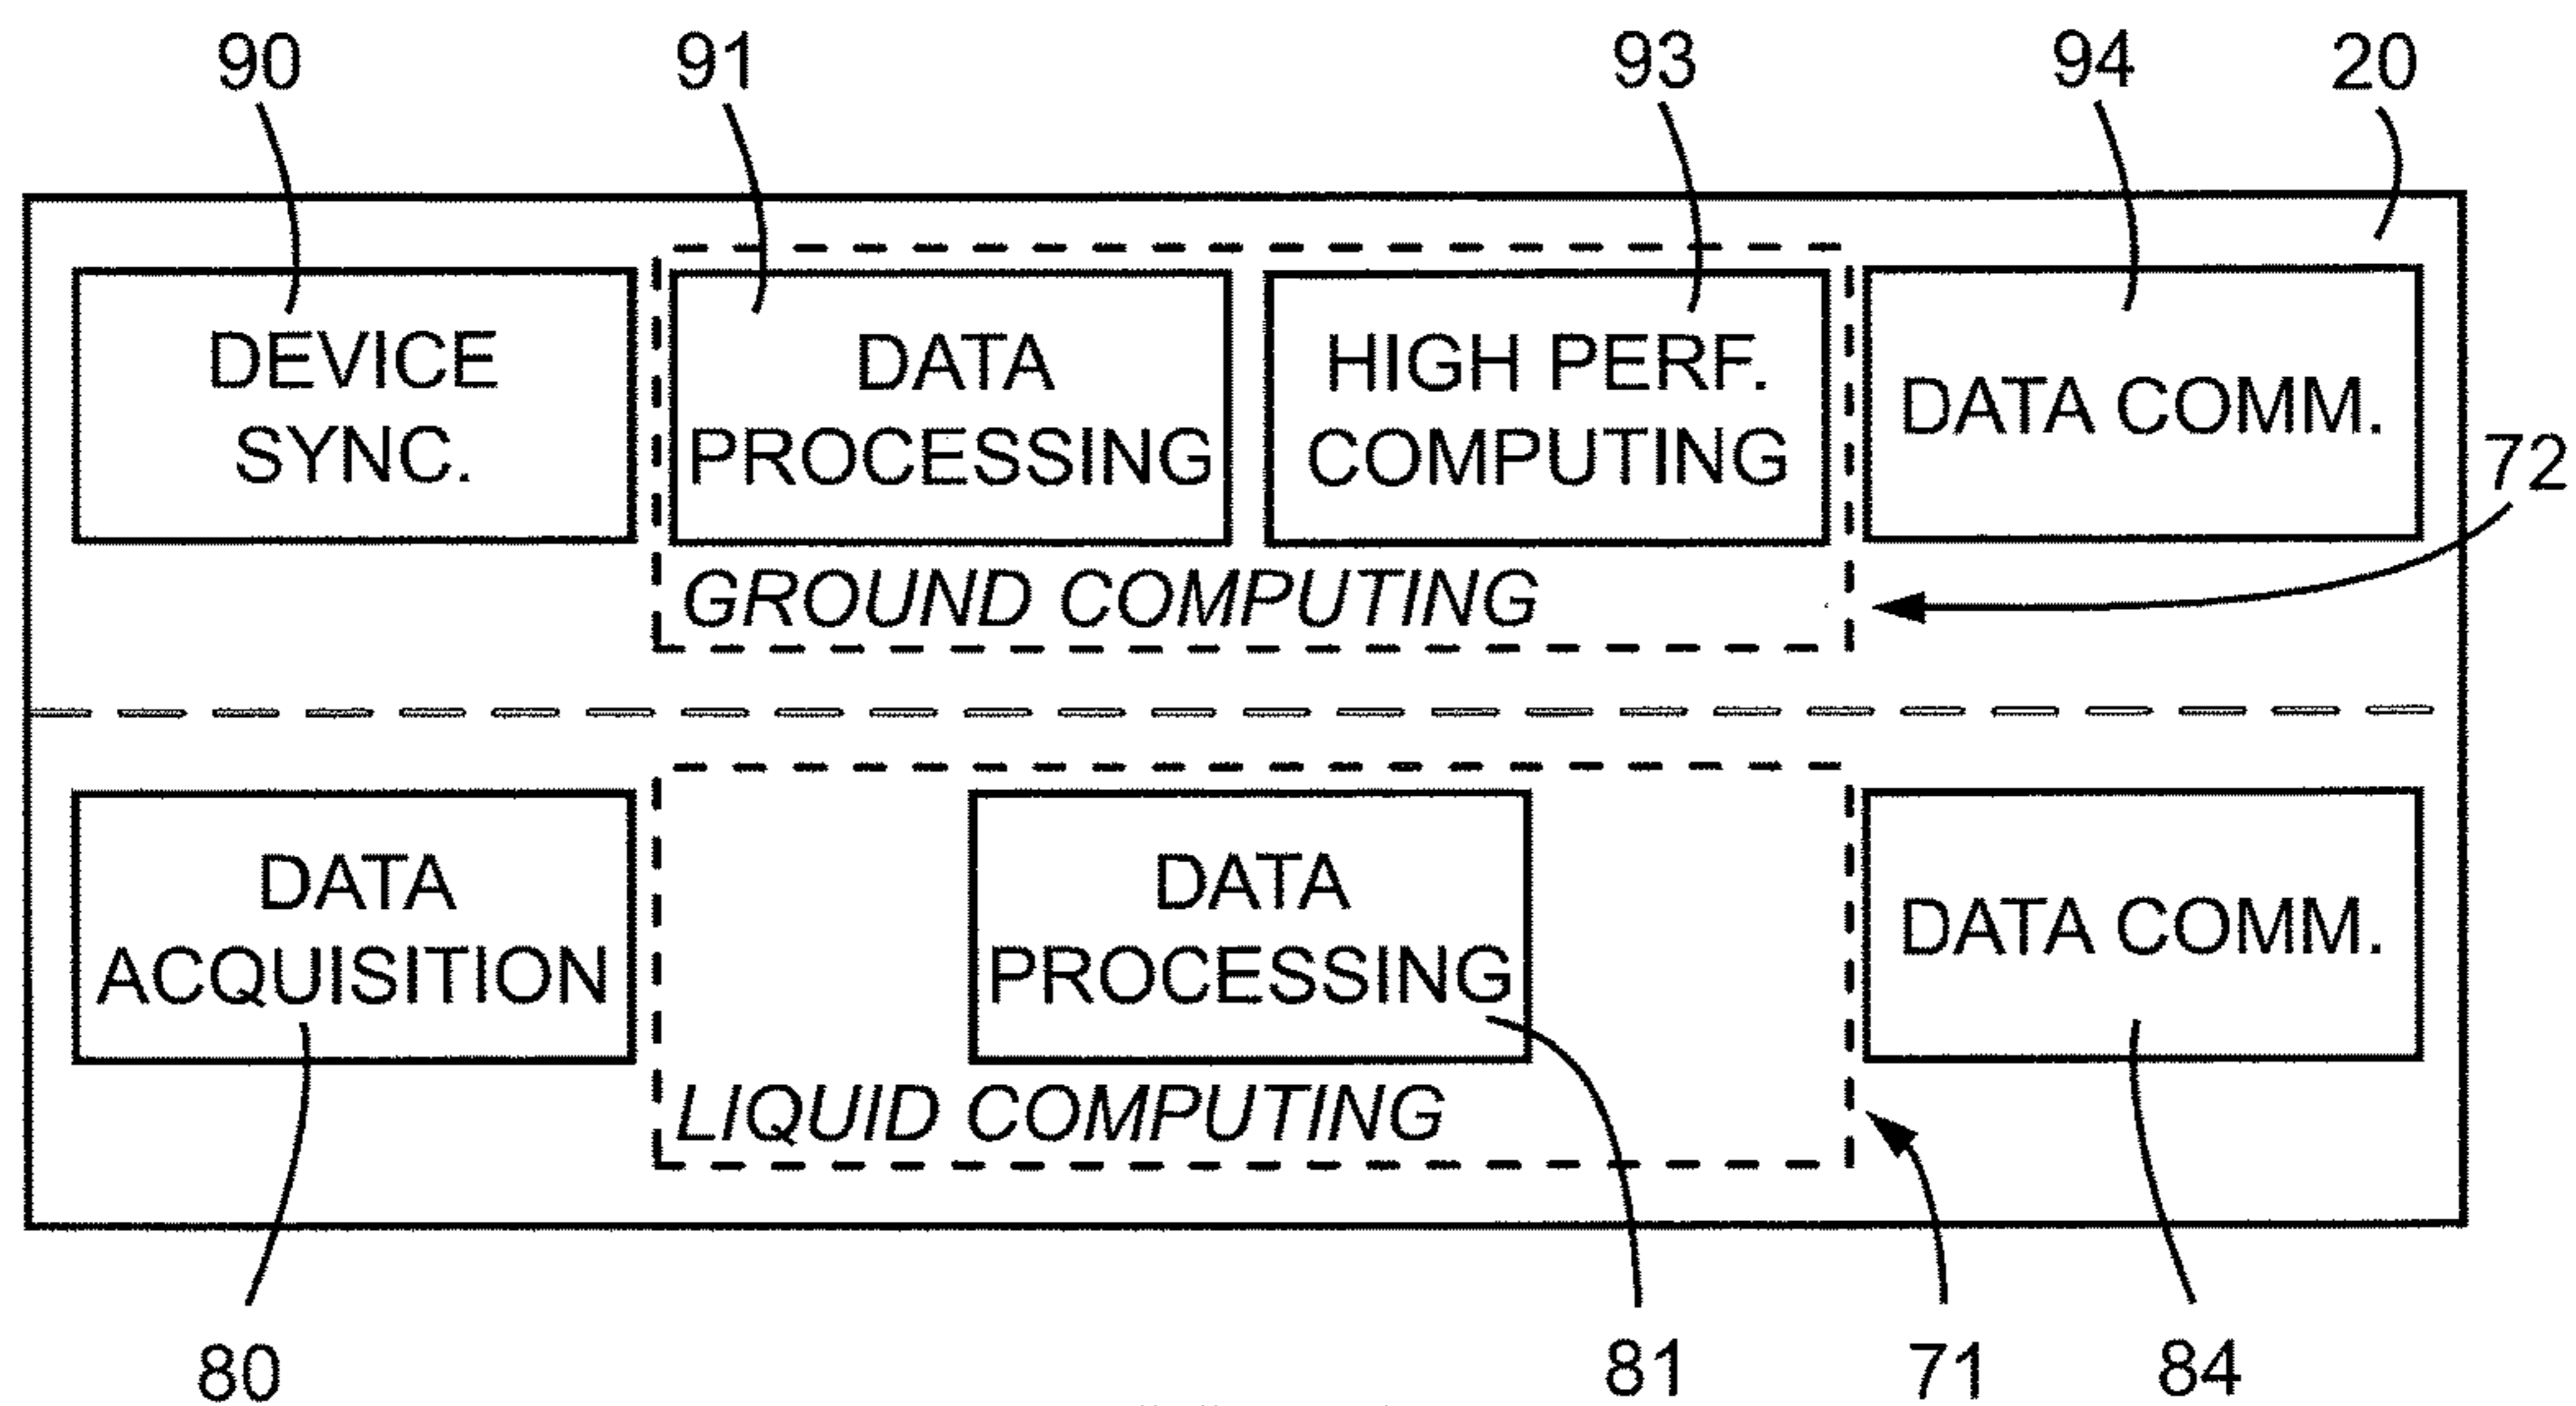 90 91 93 94 20
DEVICE
SYNC.
DATA
PROCESSING
HIGH PERF.
COMPUTING
DATA COMM.
72
GROUND COMPUTING
DATA
ACQUISITION
DATA
PROCESSING
DATA COMM.
LIQUID COMPUTING
80 81 71 84